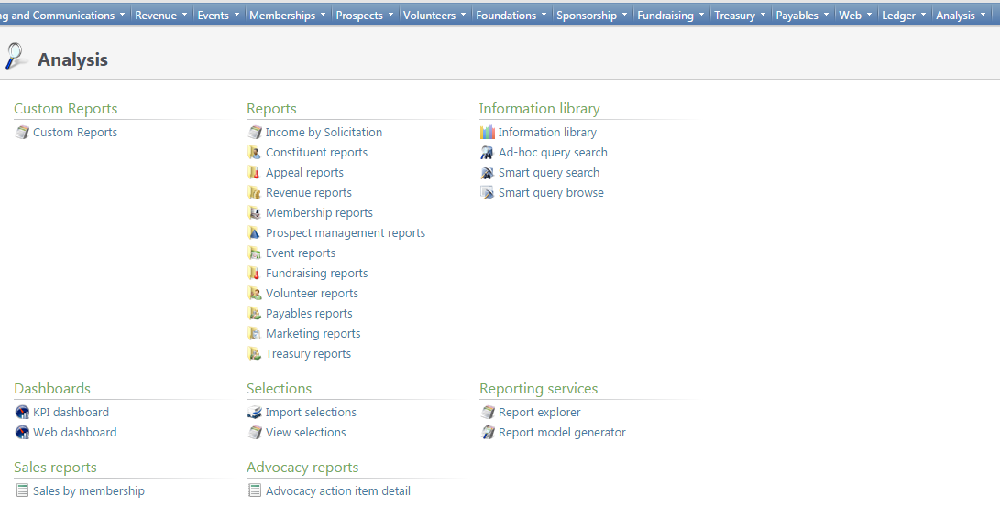 ng and Communications Revenue Events Memberships Prospects Volunteers Foundations Sponsorship Fundraising Treasury Payables Web Ledger Analysis
Analysis
Custom Reports
Custom Reports
Reports
Income by Solicitation
Constituent reports
Appeal reports
Revenue reports
Membership reports
Prospect management reports
Event reports
Fundraising reports
Volunteer reports
Payables reports
Marketing reports
Treasury reports
Information library
Information library
Ad-hoc query search
Smart query search
Smart query browse
Dashboards
KPI dashboard
Web dashboard
Selections
Import selections
View selections
Reporting services
Report explorer
Report model generator
Sales reports
Sales by membership
Advocacy reports
Advocacy action item detail